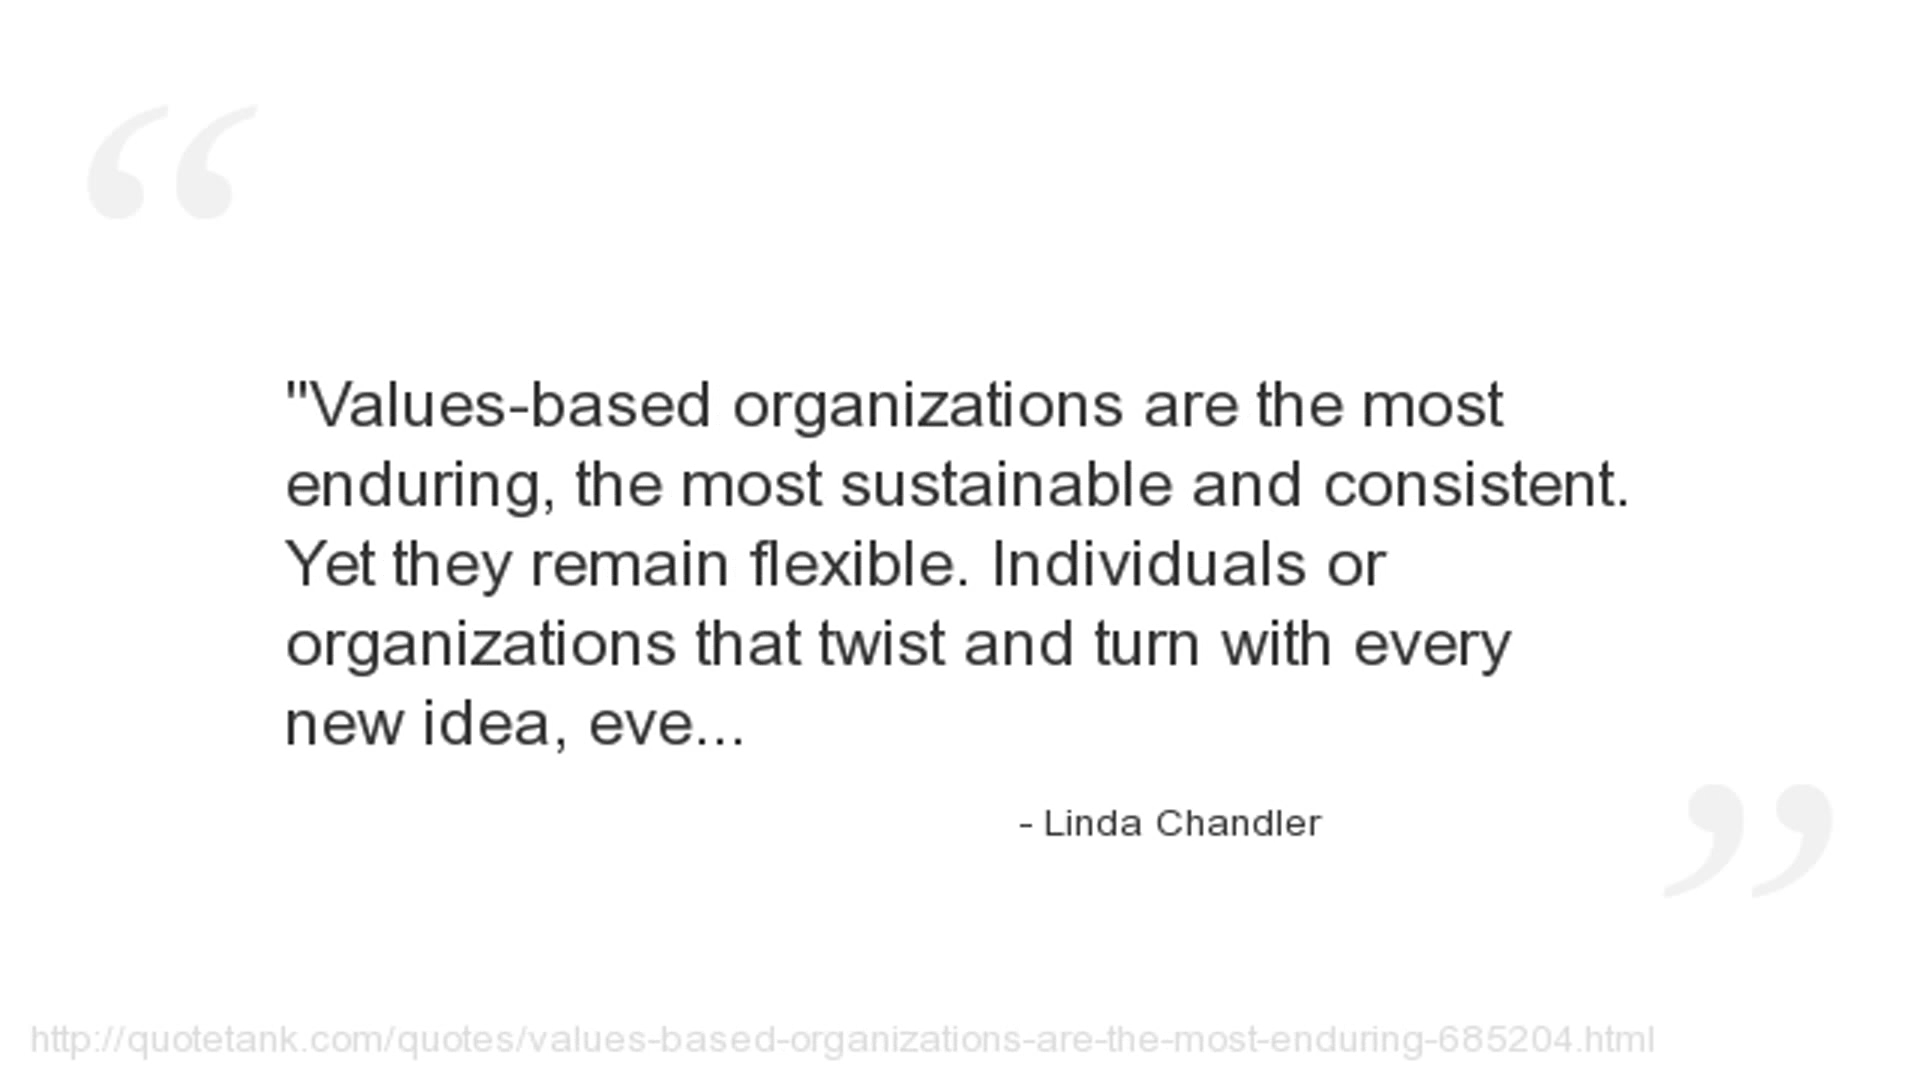 "Values-based organizations are the most
enduring, the most sustainable and consistent.
Yet they remain flexible. Individuals or
organizations that twist and turn with every
new idea, eve...
- Linda Chandler
http://quotetank.com/quotes/values-based-organizations-are-the-most-enduring-685204.html